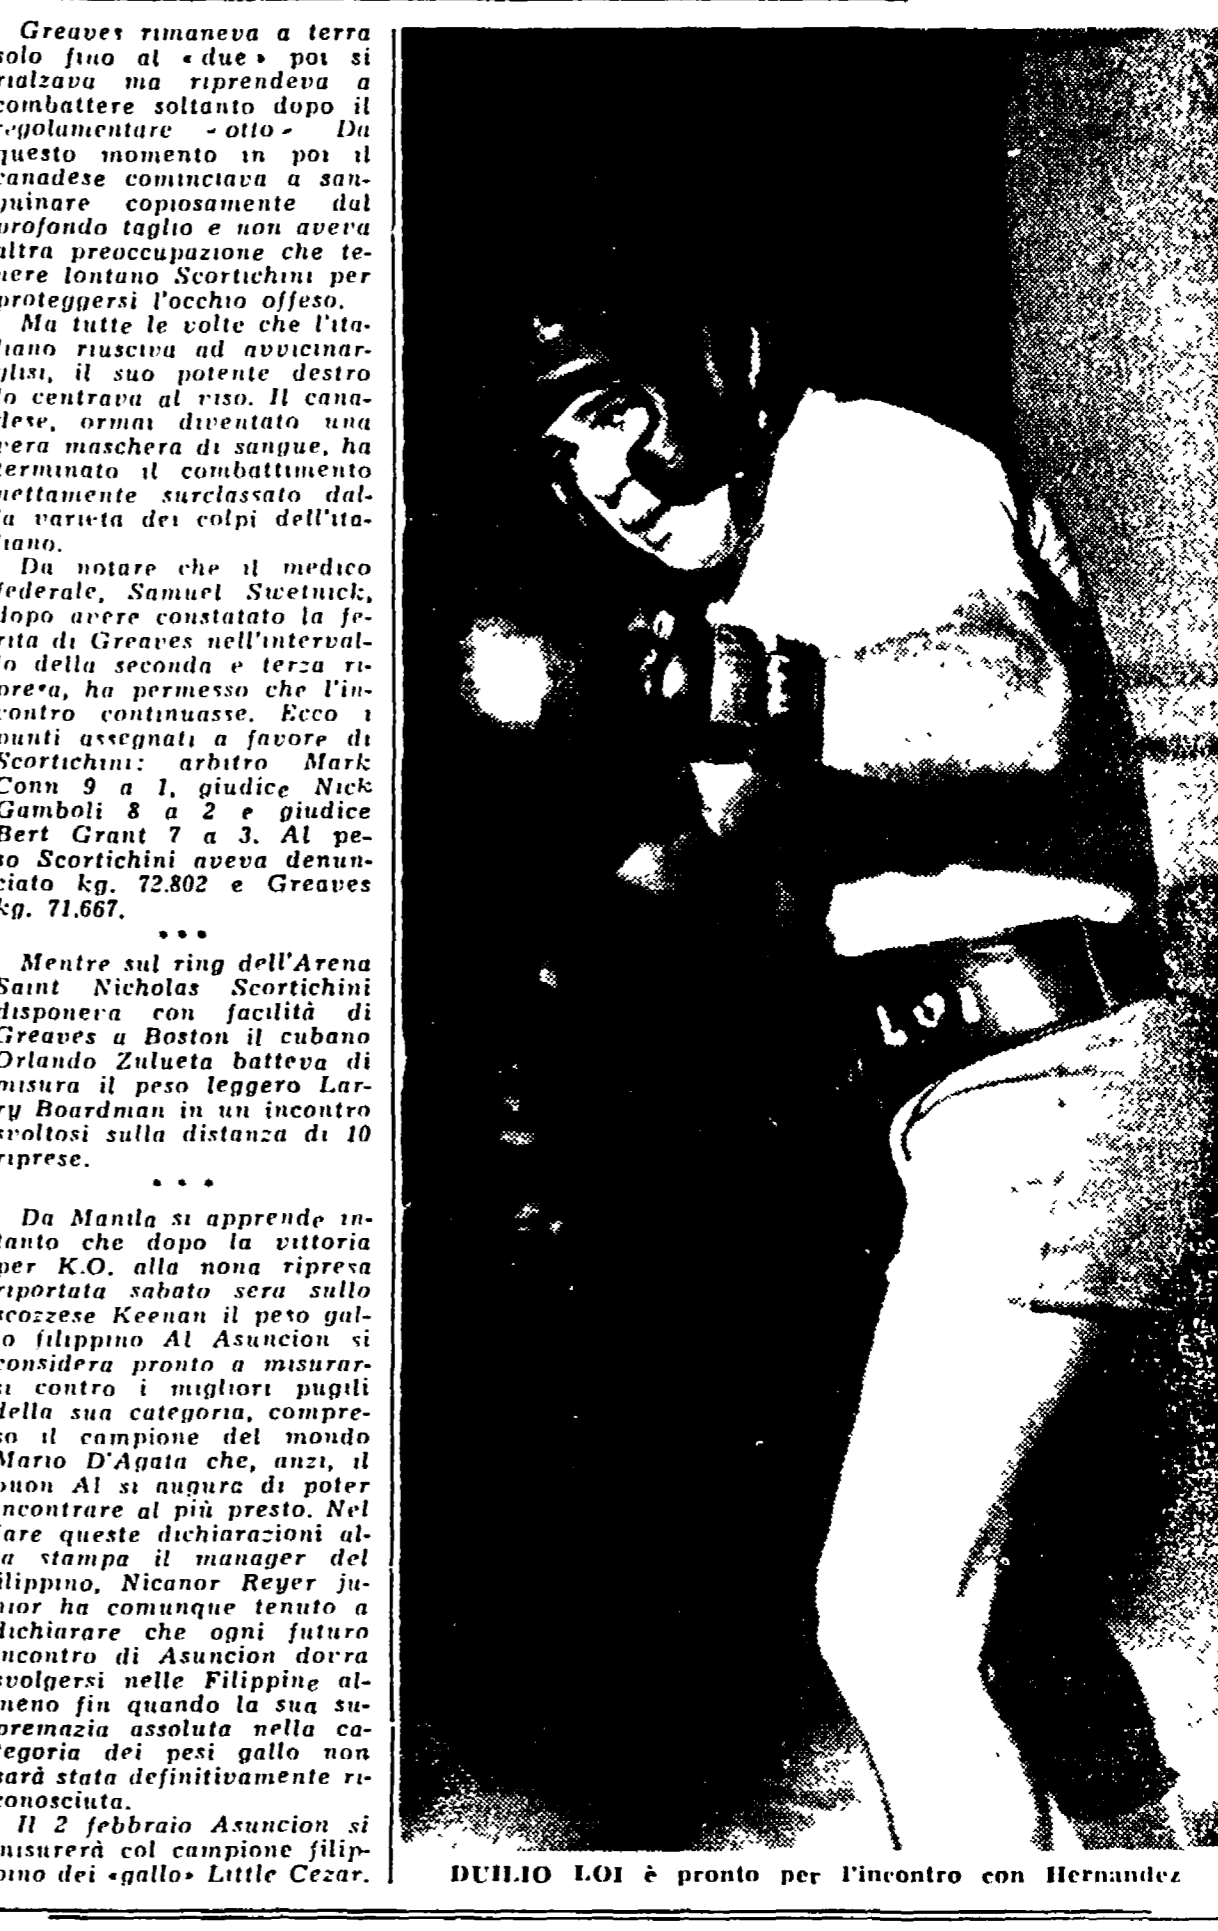 Greaves rimaneva a terra
solo fino al «due» poi si
rialzava ma riprendeva a
combattere soltanto dopo il
regolamentare - otto - Da
questo momento in poi il
canadese cominciava a san-
guinare copiosamente dal
profondo taglio e non aveva
altra preoccupazione che te-
nere lontano Scortichini per
proteggersi l'occhio offeso.
Ma tutte le volte che l'ita-
liano riusciva ad avvicinar-
glisi, il suo potente destro
lo centrava al viso. Il cana-
dese, ormai diventato una
vera maschera di sangue, ha
terminato il combattimento
nettamente surclassato dal-
la varietà dei colpi dell'ita-
liano.
Da notare che il medico
federale, Samuel Swetnick,
dopo avere constatato la fe-
rita di Greaves nell'interval-
lo della seconda e terza ri-
presa, ha permesso che l'in-
contro continuasse. Ecco i
punti assegnati a favore di
Scortichini: arbitro Mark
Conn 9 a 1, giudice Nick
Gamboli 8 a 2 e giudice
Bert Grant 7 a 3. Al pe-
so Scortichini aveva denun-
ciato kg. 72.802 e Greaves
kg. 71.667.
• • •
Mentre sul ring dell'Arena
Saint Nicholas Scortichini
disponeva con facilità di
Greaves a Boston il cubano
Orlando Zulueta batteva di
misura il peso leggero Lar-
ry Boardman in un incontro
svoltosi sulla distanza di 10
riprese.
• • •
Da Manila si apprende in-
tanto che dopo la vittoria
per K.O. alla nona ripresa
riportata sabato sera sullo
scozzese Keenan il peso gal-
lo filippino Al Asuncion si
considera pronto a misurar-
si contro i migliori pugili
della sua categoria, compre-
so il campione del mondo
Mario D'Agata che, anzi, il
buon Al si augura di poter
incontrare al più presto. Nel
fare queste dichiarazioni al-
la stampa il manager del
filippino, Nicanor Reyer ju-
nior ha comunque tenuto a
dichiarare che ogni futuro
incontro di Asuncion dovrà
svolgersi nelle Filippine al-
meno fin quando la sua su-
premazia assoluta nella ca-
tegoria dei pesi gallo non
sarà stata definitivamente ri-
conosciuta.
Il 2 febbraio Asuncion si
misurerà col campione filip-
pino dei «gallo» Little Cezar.
LOI
DUILIO LOI è pronto per l'incontro con Hernandez